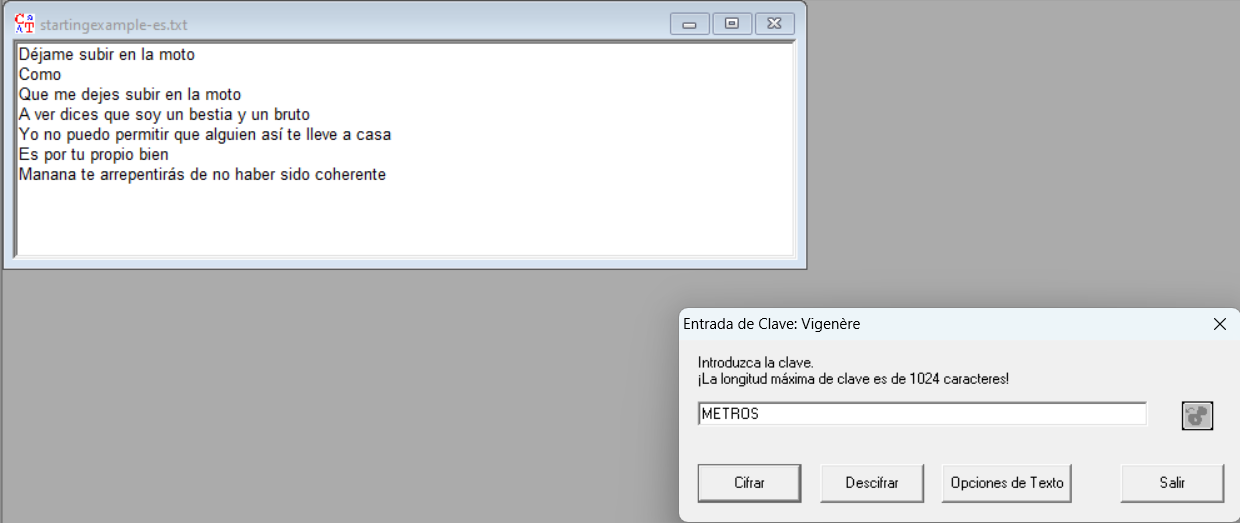 startingexample-es.txt
Déjame subir en la moto
Como
Que me dejes subir en la moto
A ver dices que soy un bestia y un bruto
Yo no puedo permitir que alguien así te lleve a casa
Es por tu propio bien
Manana te arrepentirás de no haber sido coherente
Entrada de Clave: Vigenère
Introduzca la clave.
¡La longitud máxima de clave es de 1024 caracteres!
METROS
Cifrar Descifrar Opciones de Texto Salir